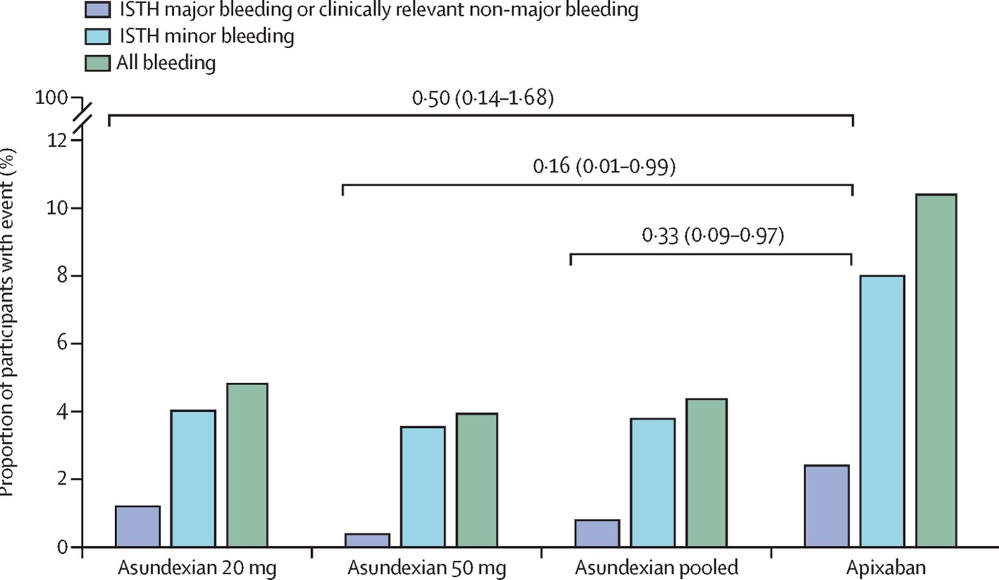 ISTH major bleeding or clinically relevant non-major bleeding
ISTH minor bleeding
All bleeding
Proportion of participants with event (%)
100
12
10
8
6
4
2
0
0·50 (0·14–1·68)
0·16 (0·01–0·99)
0·33 (0·09–0·97)
Asundexian 20 mg
Asundexian 50 mg
Asundexian pooled
Apixaban